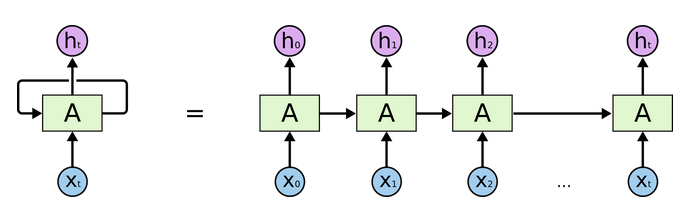 hₜ h₀ h₁ h₂ hₜ
A = A A A A
xₜ x₀ x₁ x₂ ... xₜ